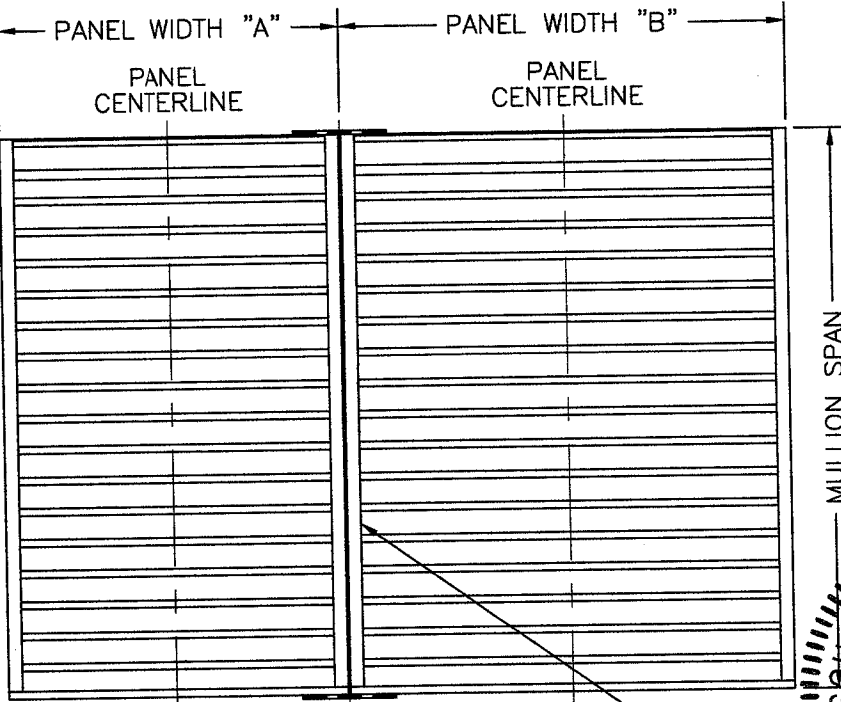 PANEL WIDTH "A"
PANEL WIDTH "B"
PANEL
CENTERLINE
PANEL
CENTERLINE
MULLION SPAN